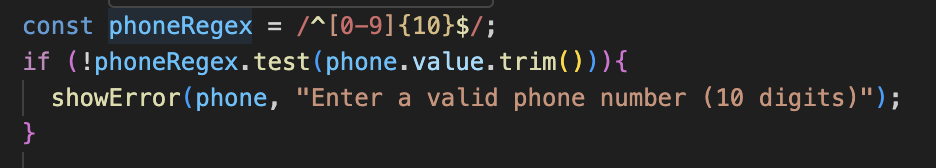 const phoneRegex = /^[0-9]{10}$/;
if (!phoneRegex.test(phone.value.trim())){
  showError(phone, "Enter a valid phone number (10 digits)");
}